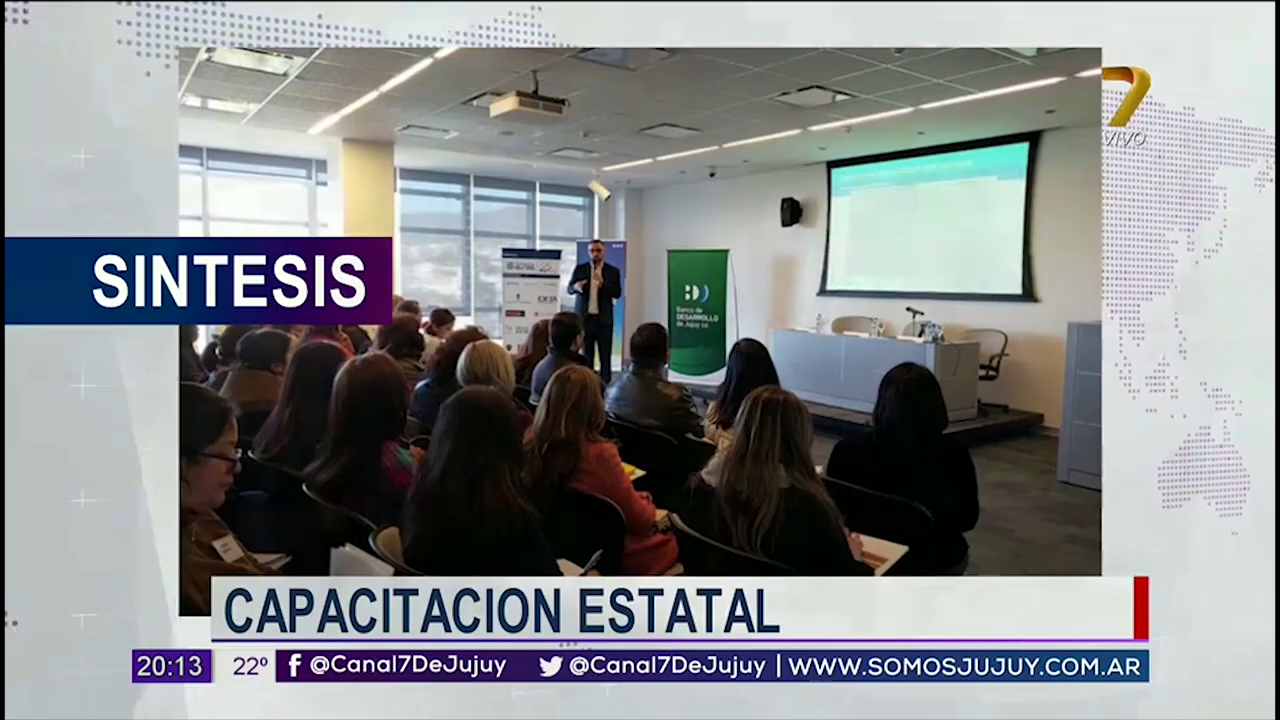 7
VIVO
SINTESIS
BD
Banco de
DESARROLLO
de Jujuy s.e.
CAPACITACION ESTATAL
20:13 22º @Canal7DeJujuy @Canal7DeJujuy | WWW.SOMOSJUJUY.COM.AR